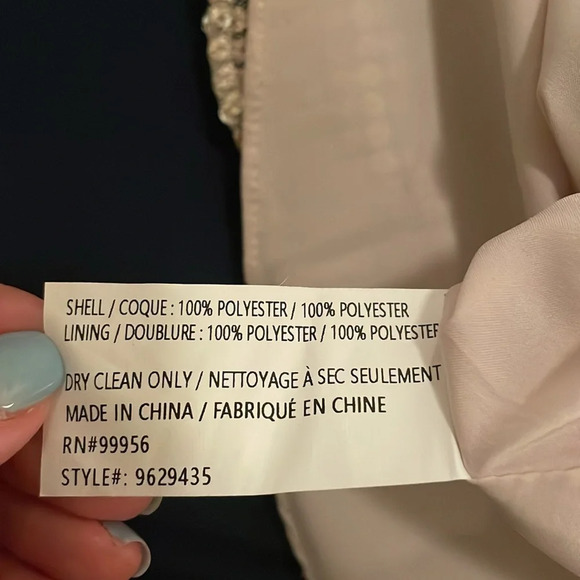 SHELL / COQUE : 100% POLYESTER / 100% POLYESTER
LINING / DOUBLURE : 100% POLYESTER / 100% POLYESTER
DRY CLEAN ONLY / NETTOYAGE À SEC SEULEMENT
MADE IN CHINA / FABRIQUÉ EN CHINE
RN#99956
STYLE#: 9629435